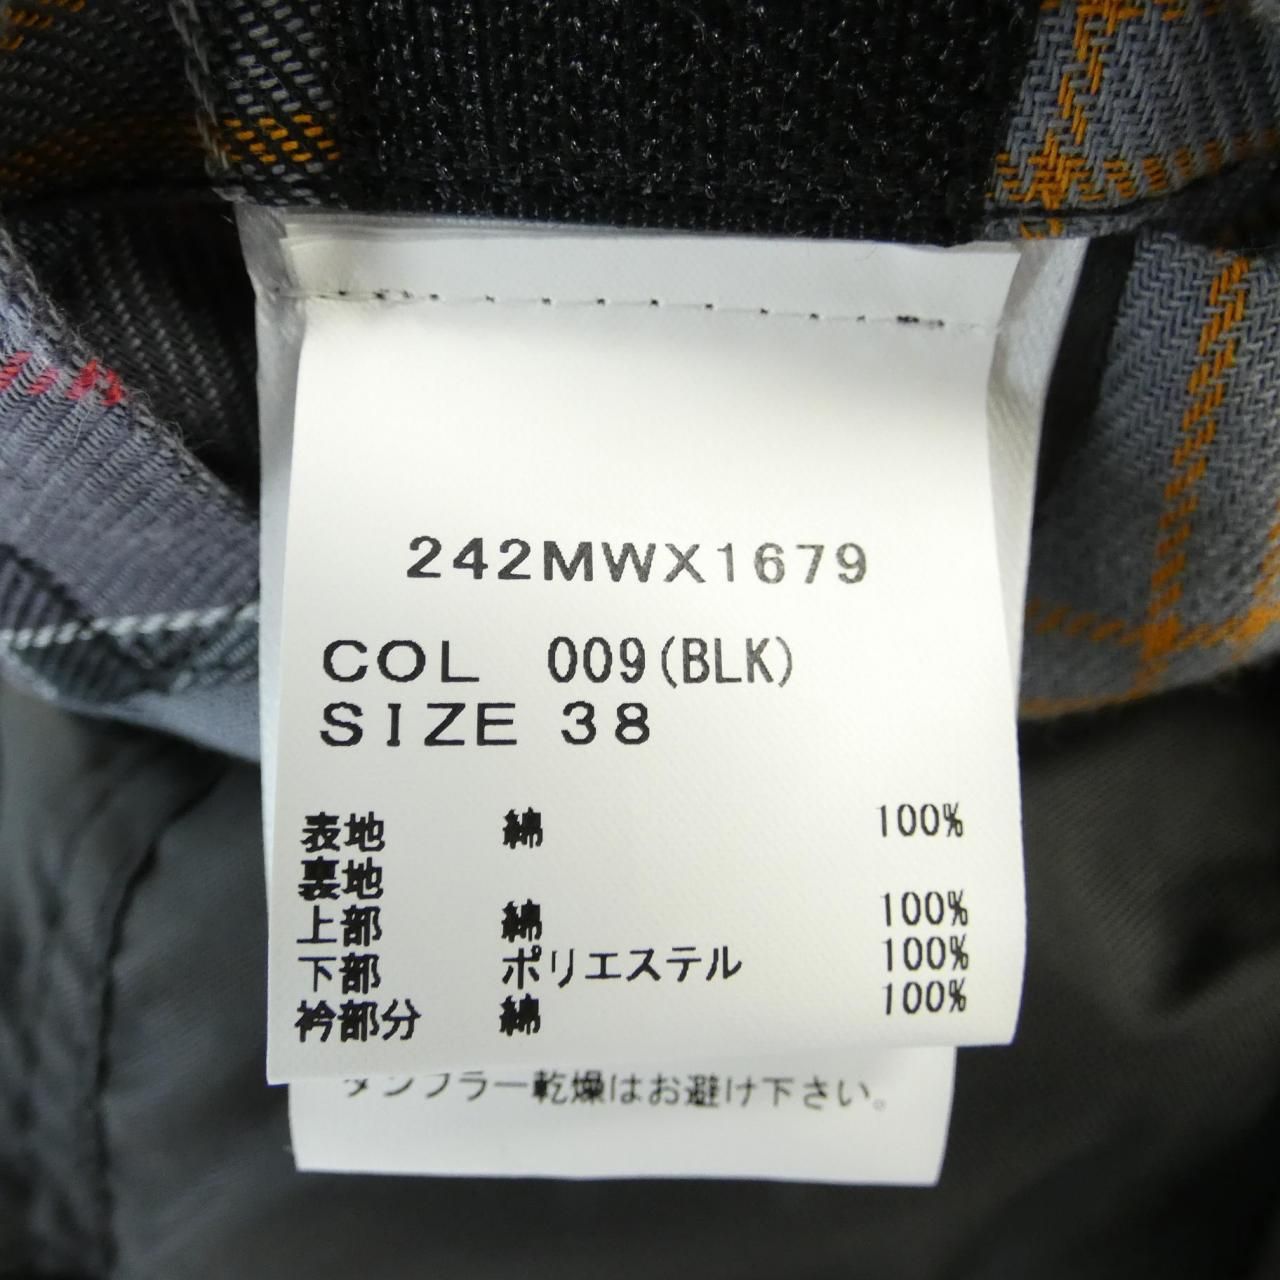 242MWX1679
COL 009(BLK)
SIZE 38
表地 綿 100%
裏地
上部 綿 100%
下部 ポリエステル 100%
衿部分 綿 100%
タンブラー乾燥はお避け下さい。